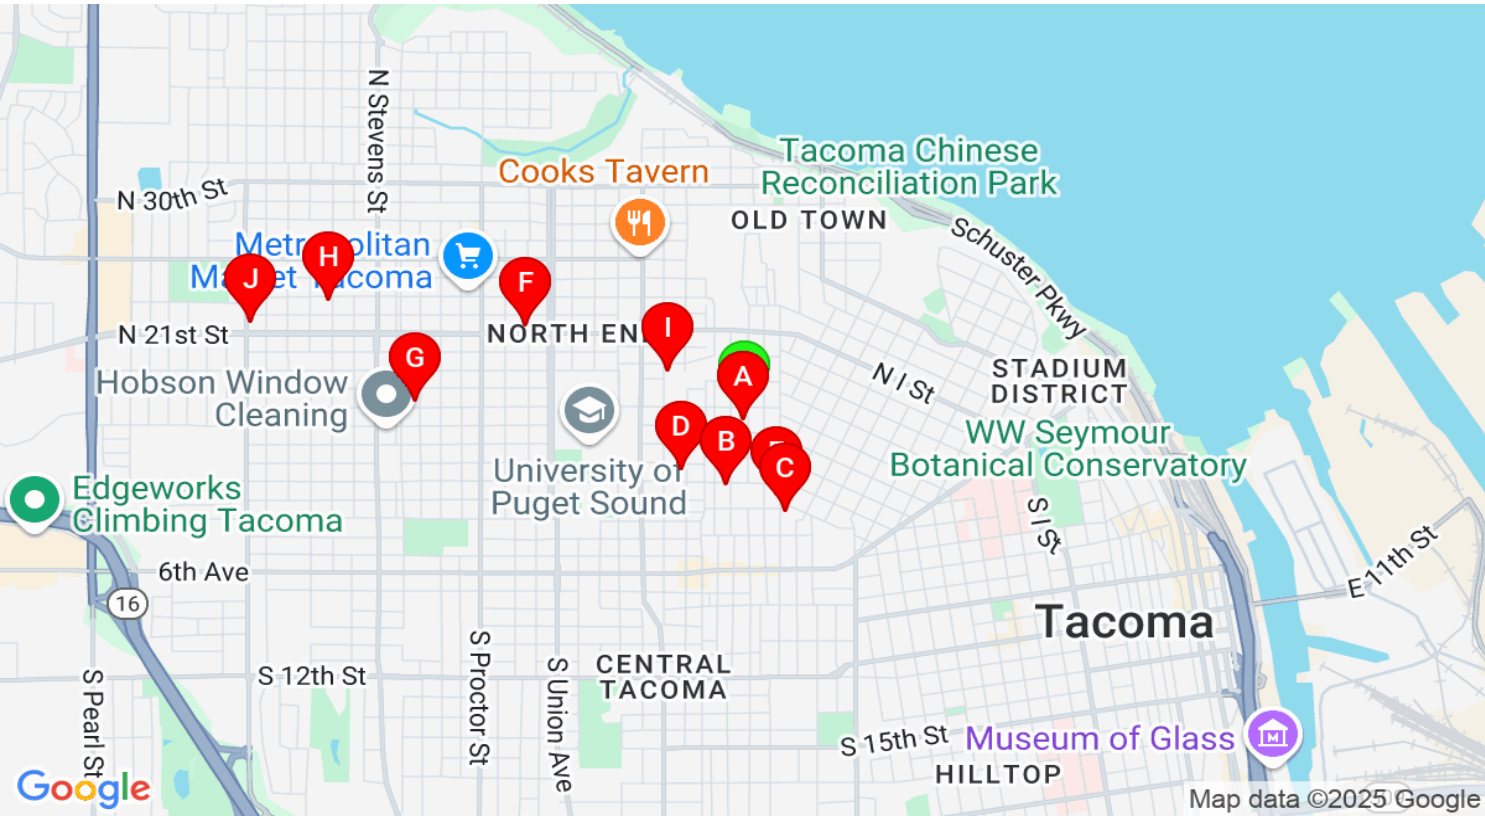 N Stevens St
Tacoma Chinese
Reconciliation Park
Cooks Tavern
N 30th St
OLD TOWN
Schuster Pkwy
Metropolitan
Market Tacoma
H
J
F
I
N 21st St
NORTH END
G
A
Hobson Window
Cleaning
N I St
STADIUM
DISTRICT
D
B
C
WW Seymour
Botanical Conservatory
University of
Puget Sound
Edgeworks
Climbing Tacoma
S I St
E 11th St
6th Ave
16
Tacoma
S 12th St
S Proctor St
CENTRAL
TACOMA
S Union Ave
S Pearl St
S 15th St
Museum of Glass
M
HILLTOP
Google
Map data ©2025 Google